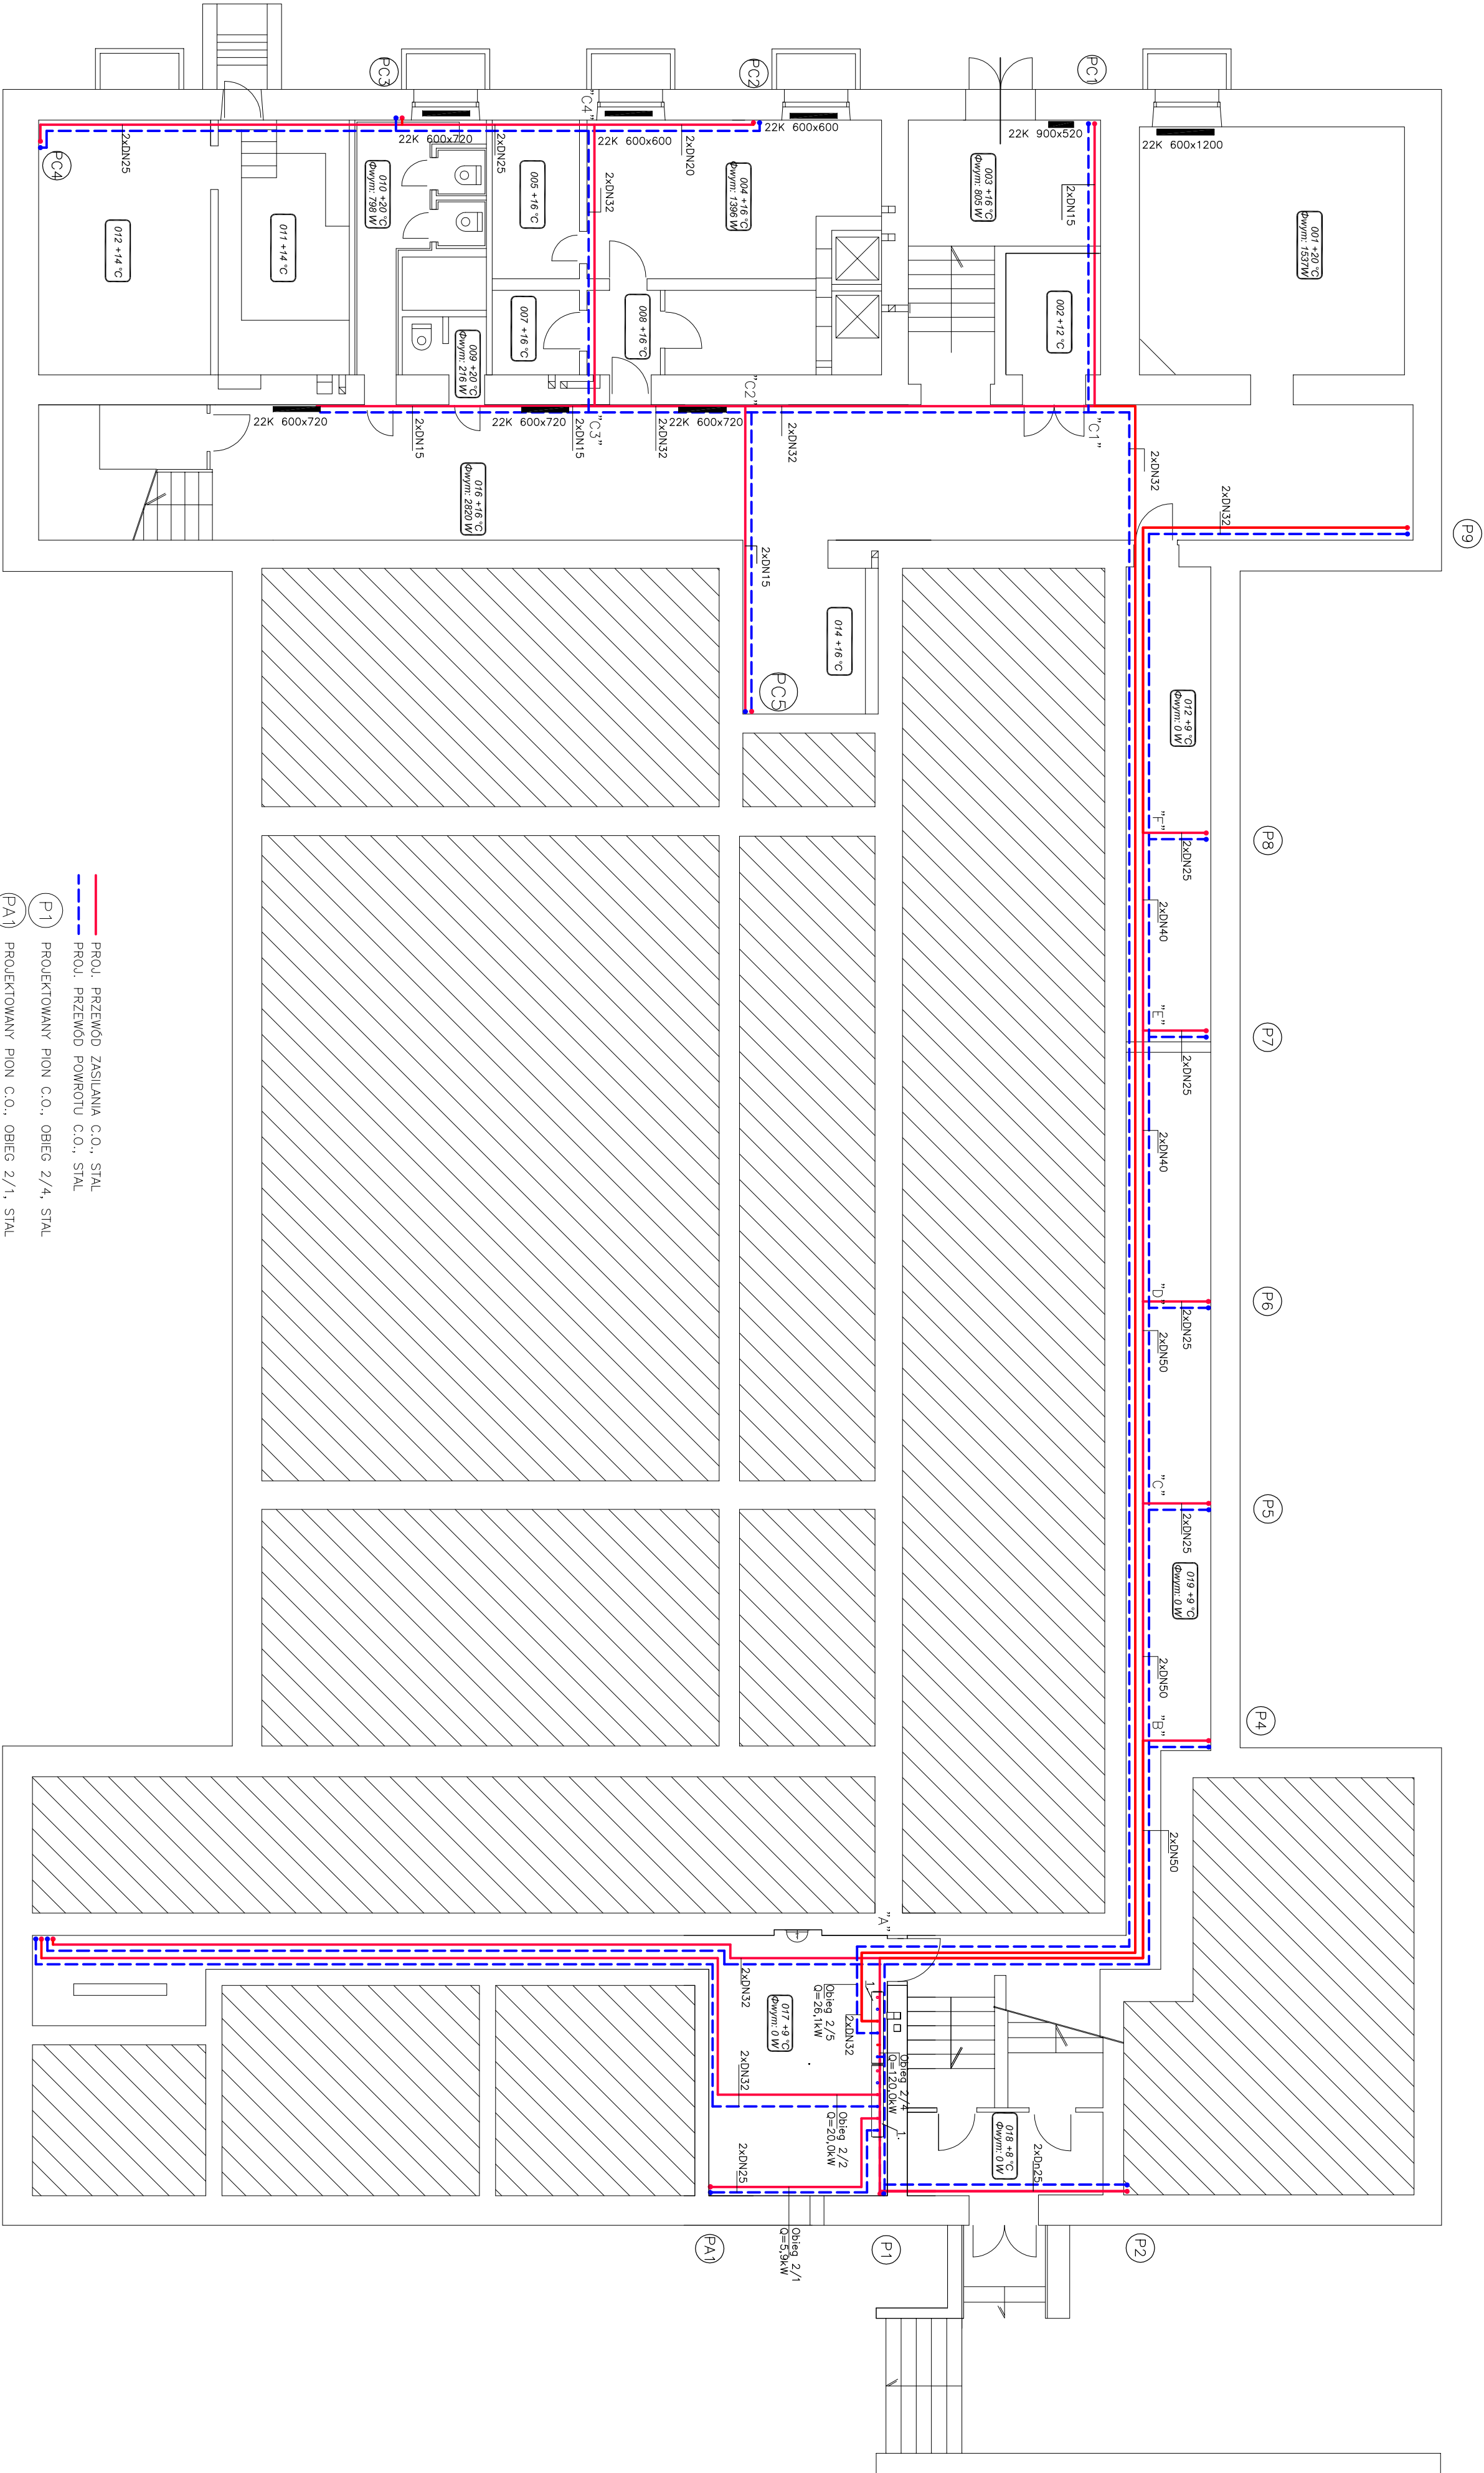 PC3
PC2
PC1
"C4"
22K 600x720
22K 600x600
22K 600x600
22K 900x520
22K 600x1200
2xDN25
PC4
2xDN25
2xDN20
2xDN32
2xDN15
012 +14 °C
011 +14 °C
010 +20 °C
Φwym: 798 W
005 +16 °C
004 +16 °C
Φwym: 1396 W
003 +16 °C
Φwym: 805 W
001 +20 °C
Φwym: 1537W
009 +20 °C
Φwym: 216 W
007 +16 °C
008 +16 °C
002 +12 °C
22K 600x720
22K 600x720
22K 600x720
"C2"
"C3"
"C1"
2xDN15
2xDN15
2xDN32
2xDN32
2xDN32
2xDN32
P9
016 +16 °C
Φwym: 2820 W
2xDN15
014 +16 °C
PC5
012 +9 °C
Φwym: 0 W
"F"
2xDN25
P8
2xDN40
"E"
2xDN25
P7
2xDN40
"D"
2xDN25
P6
2xDN50
"C"
2xDN25
P5
019 +9 °C
Φwym: 0 W
2xDN50
"B"
P4
2xDN50
"A"
2xDN32
017 +9 °C
Φwym: 0 W
Obieg 2/5
Q=26,1kW
1.
2xDN32
Obieg 2/4
Q=120,0kW
2xDN32
Obieg 2/2
Q=20,0kW
1.
018 +8 °C
Φwym: 0 W
2xDn25
2xDN25
Obieg 2/1
Q=5,9kW
PA1
P1
P2
PROJ. PRZEWÓD ZASILANIA C.O., STAL
PROJ. PRZEWÓD POWROTU C.O., STAL
P1 PROJEKTOWANY PION C.O., OBIEG 2/4, STAL
PA1 PROJEKTOWANY PION C.O., OBIEG 2/1, STAL